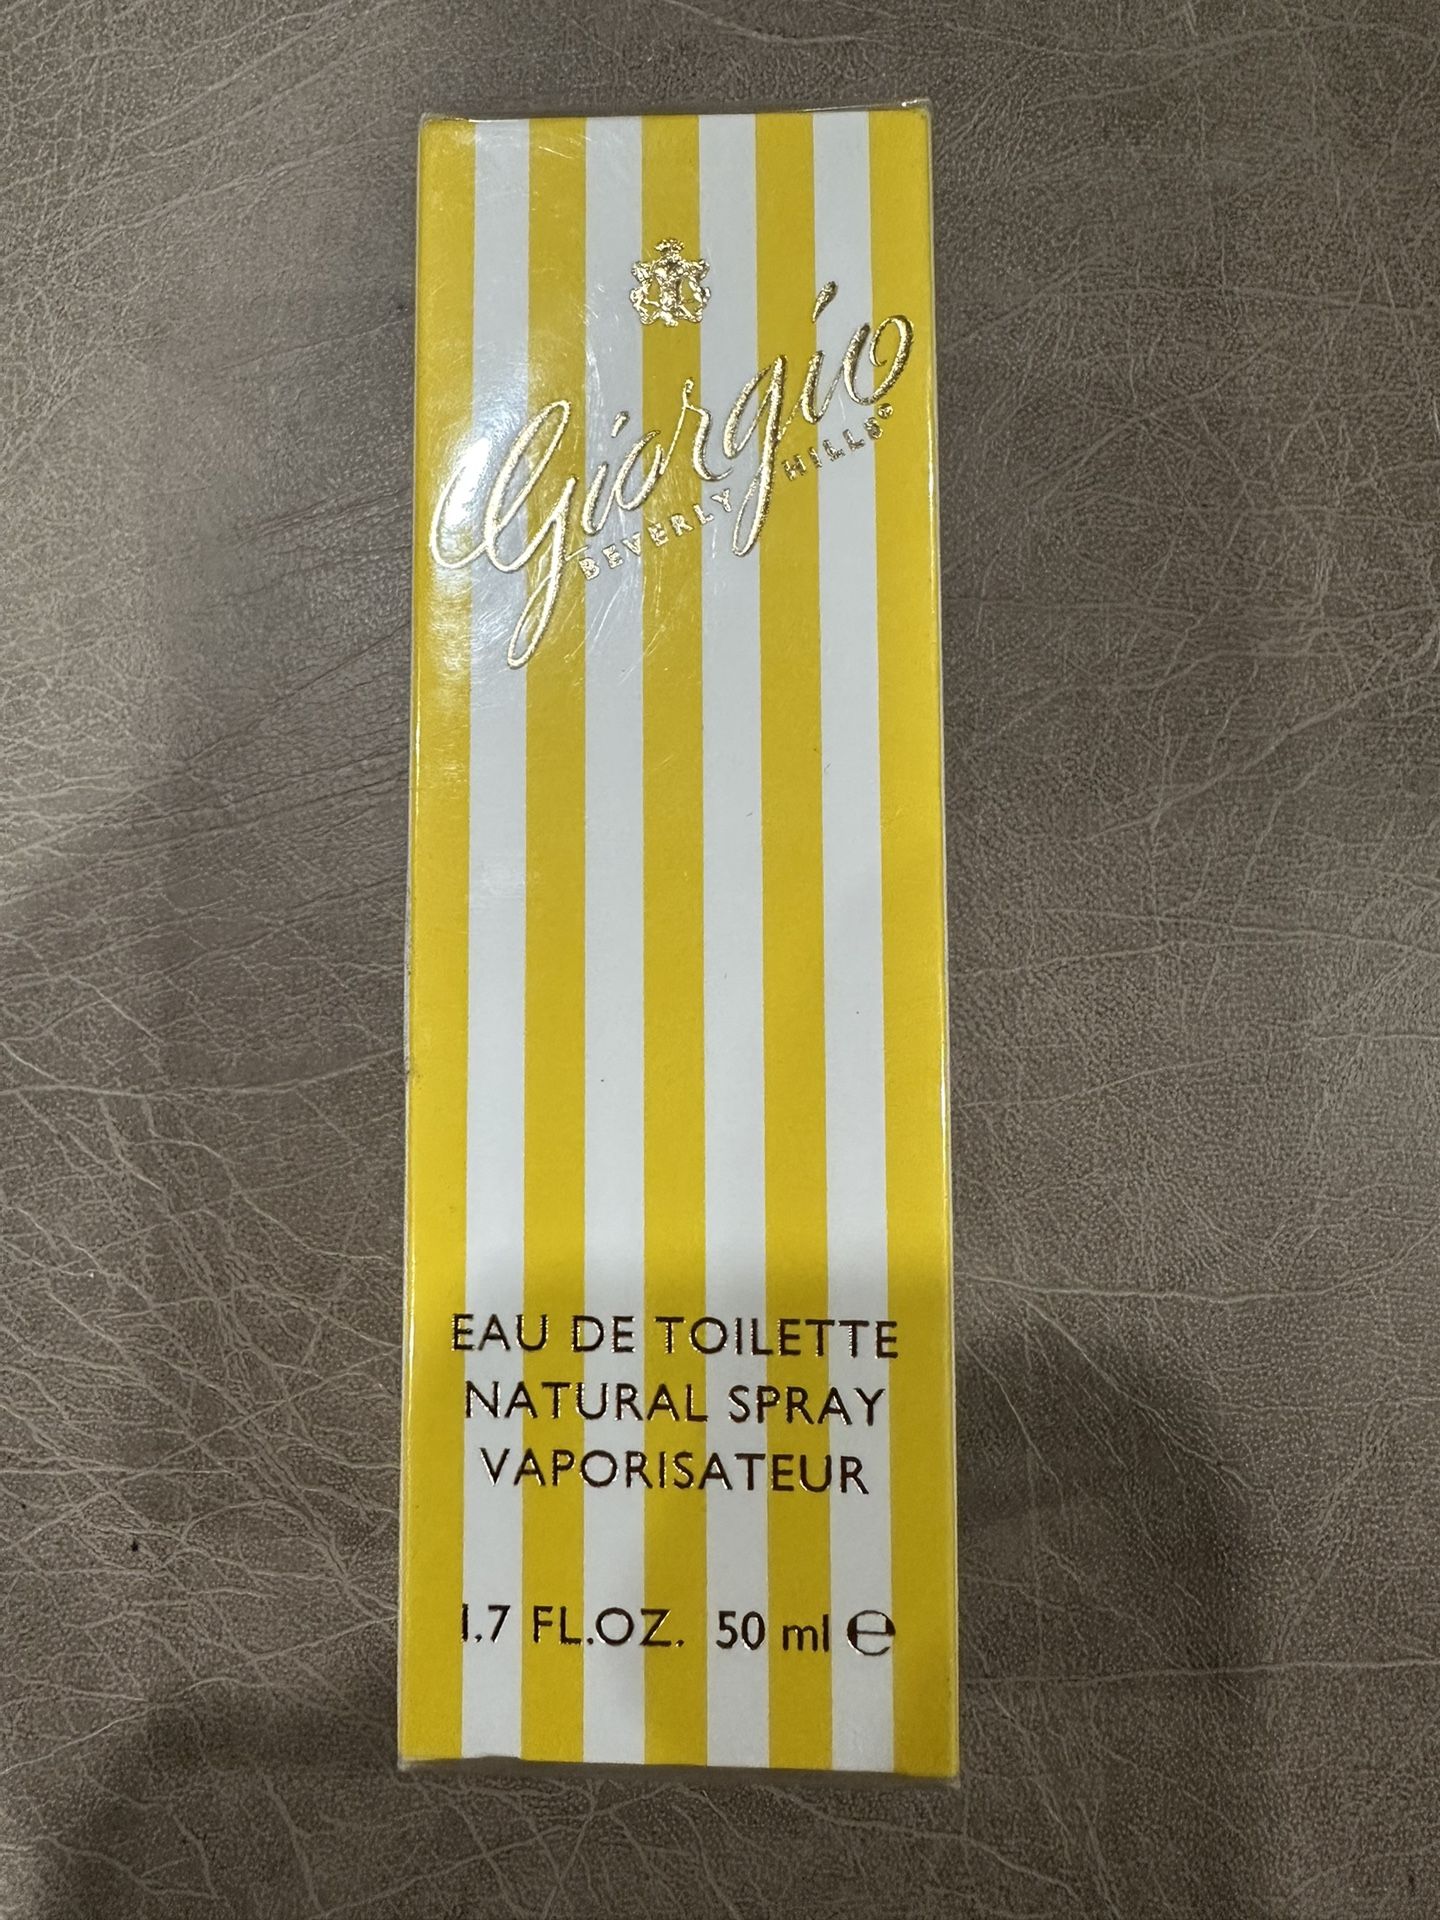 Giorgio
BEVERLY HILLS®
EAU DE TOILETTE
NATURAL SPRAY
VAPORISATEUR
1.7 FL.OZ. 50 ml ℮